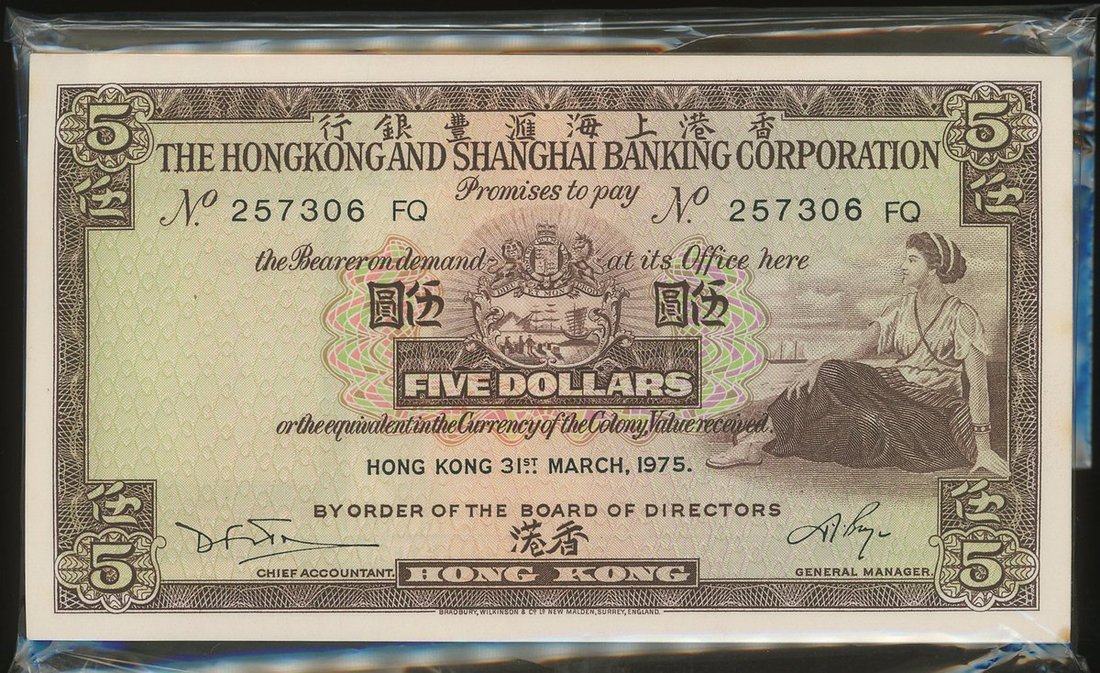 5
5
香港上海滙豐銀行
THE HONGKONG AND SHANGHAI BANKING CORPORATION
伍
伍
Promises to pay
No. 257306 FQ
No. 257306 FQ
the Bearer on demand
at its Office here
伍圓
伍圓
FIVE DOLLARS
or the equivalent in the Currency of the Colony, Value received.
HONG KONG 31ST MARCH, 1975.
伍
伍
BY ORDER OF THE BOARD OF DIRECTORS
香港
5
5
CHIEF ACCOUNTANT.
HONG KONG
GENERAL MANAGER.
BRADBURY, WILKINSON & Co. Ld. NEW MALDEN, SURREY, ENGLAND.